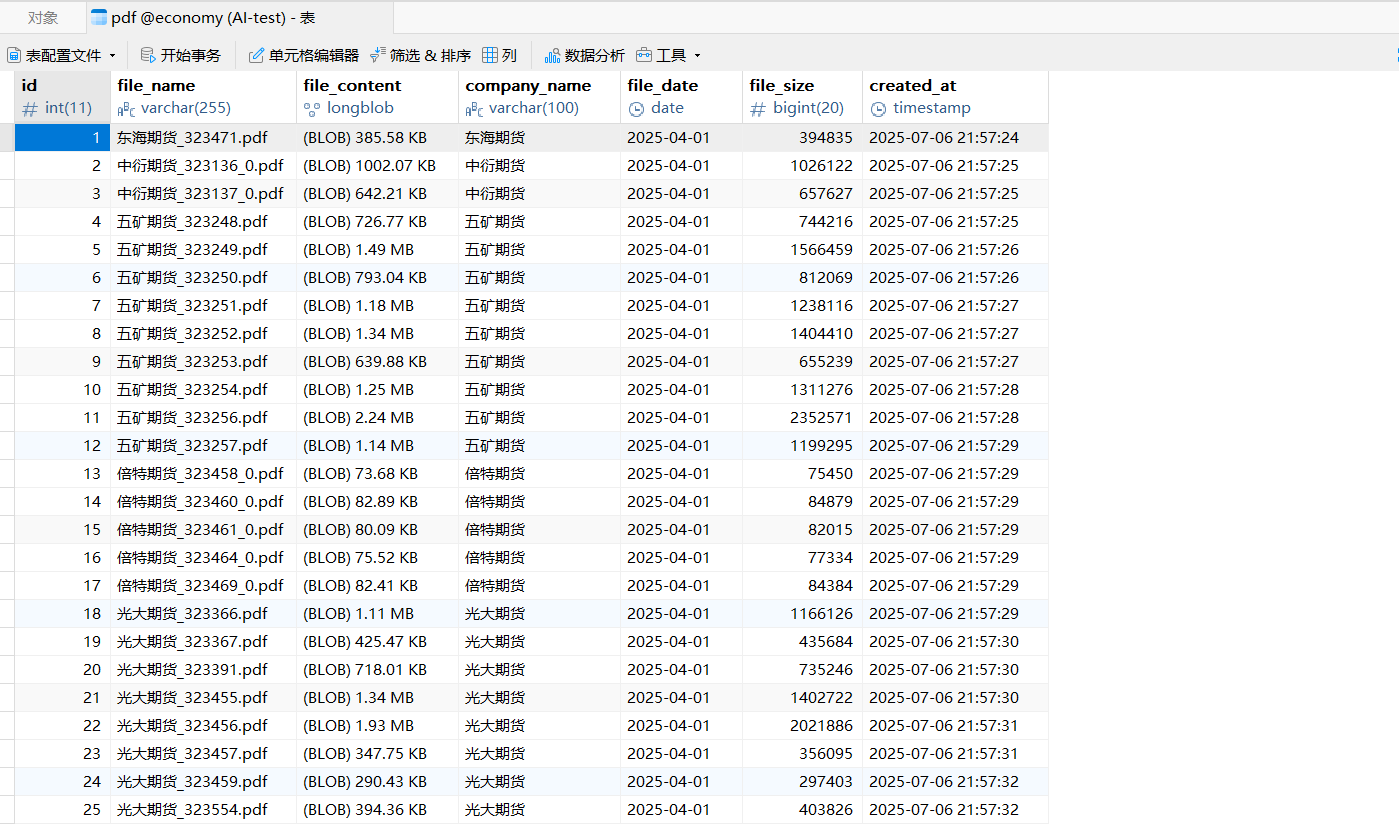 对象 pdf @economy (AI-test) - 表
表配置文件 开始事务 单元格编辑器 筛选 & 排序 列 数据分析 工具
id file_name file_content company_name file_date file_size created_at
# int(11) ABC varchar(255) longblob ABC varchar(100) date # bigint(20) timestamp
1 东海期货_323471.pdf (BLOB) 385.58 KB 东海期货 2025-04-01 394835 2025-07-06 21:57:24
2 中衍期货_323136_0.pdf (BLOB) 1002.07 KB 中衍期货 2025-04-01 1026122 2025-07-06 21:57:25
3 中衍期货_323137_0.pdf (BLOB) 642.21 KB 中衍期货 2025-04-01 657627 2025-07-06 21:57:25
4 五矿期货_323248.pdf (BLOB) 726.77 KB 五矿期货 2025-04-01 744216 2025-07-06 21:57:25
5 五矿期货_323249.pdf (BLOB) 1.49 MB 五矿期货 2025-04-01 1566459 2025-07-06 21:57:26
6 五矿期货_323250.pdf (BLOB) 793.04 KB 五矿期货 2025-04-01 812069 2025-07-06 21:57:26
7 五矿期货_323251.pdf (BLOB) 1.18 MB 五矿期货 2025-04-01 1238116 2025-07-06 21:57:27
8 五矿期货_323252.pdf (BLOB) 1.34 MB 五矿期货 2025-04-01 1404410 2025-07-06 21:57:27
9 五矿期货_323253.pdf (BLOB) 639.88 KB 五矿期货 2025-04-01 655239 2025-07-06 21:57:27
10 五矿期货_323254.pdf (BLOB) 1.25 MB 五矿期货 2025-04-01 1311276 2025-07-06 21:57:28
11 五矿期货_323256.pdf (BLOB) 2.24 MB 五矿期货 2025-04-01 2352571 2025-07-06 21:57:28
12 五矿期货_323257.pdf (BLOB) 1.14 MB 五矿期货 2025-04-01 1199295 2025-07-06 21:57:29
13 倍特期货_323458_0.pdf (BLOB) 73.68 KB 倍特期货 2025-04-01 75450 2025-07-06 21:57:29
14 倍特期货_323460_0.pdf (BLOB) 82.89 KB 倍特期货 2025-04-01 84879 2025-07-06 21:57:29
15 倍特期货_323461_0.pdf (BLOB) 80.09 KB 倍特期货 2025-04-01 82015 2025-07-06 21:57:29
16 倍特期货_323464_0.pdf (BLOB) 75.52 KB 倍特期货 2025-04-01 77334 2025-07-06 21:57:29
17 倍特期货_323469_0.pdf (BLOB) 82.41 KB 倍特期货 2025-04-01 84384 2025-07-06 21:57:29
18 光大期货_323366.pdf (BLOB) 1.11 MB 光大期货 2025-04-01 1166126 2025-07-06 21:57:29
19 光大期货_323367.pdf (BLOB) 425.47 KB 光大期货 2025-04-01 435684 2025-07-06 21:57:30
20 光大期货_323391.pdf (BLOB) 718.01 KB 光大期货 2025-04-01 735246 2025-07-06 21:57:30
21 光大期货_323455.pdf (BLOB) 1.34 MB 光大期货 2025-04-01 1402722 2025-07-06 21:57:30
22 光大期货_323456.pdf (BLOB) 1.93 MB 光大期货 2025-04-01 2021886 2025-07-06 21:57:31
23 光大期货_323457.pdf (BLOB) 347.75 KB 光大期货 2025-04-01 356095 2025-07-06 21:57:31
24 光大期货_323459.pdf (BLOB) 290.43 KB 光大期货 2025-04-01 297403 2025-07-06 21:57:32
25 光大期货_323554.pdf (BLOB) 394.36 KB 光大期货 2025-04-01 403826 2025-07-06 21:57:32